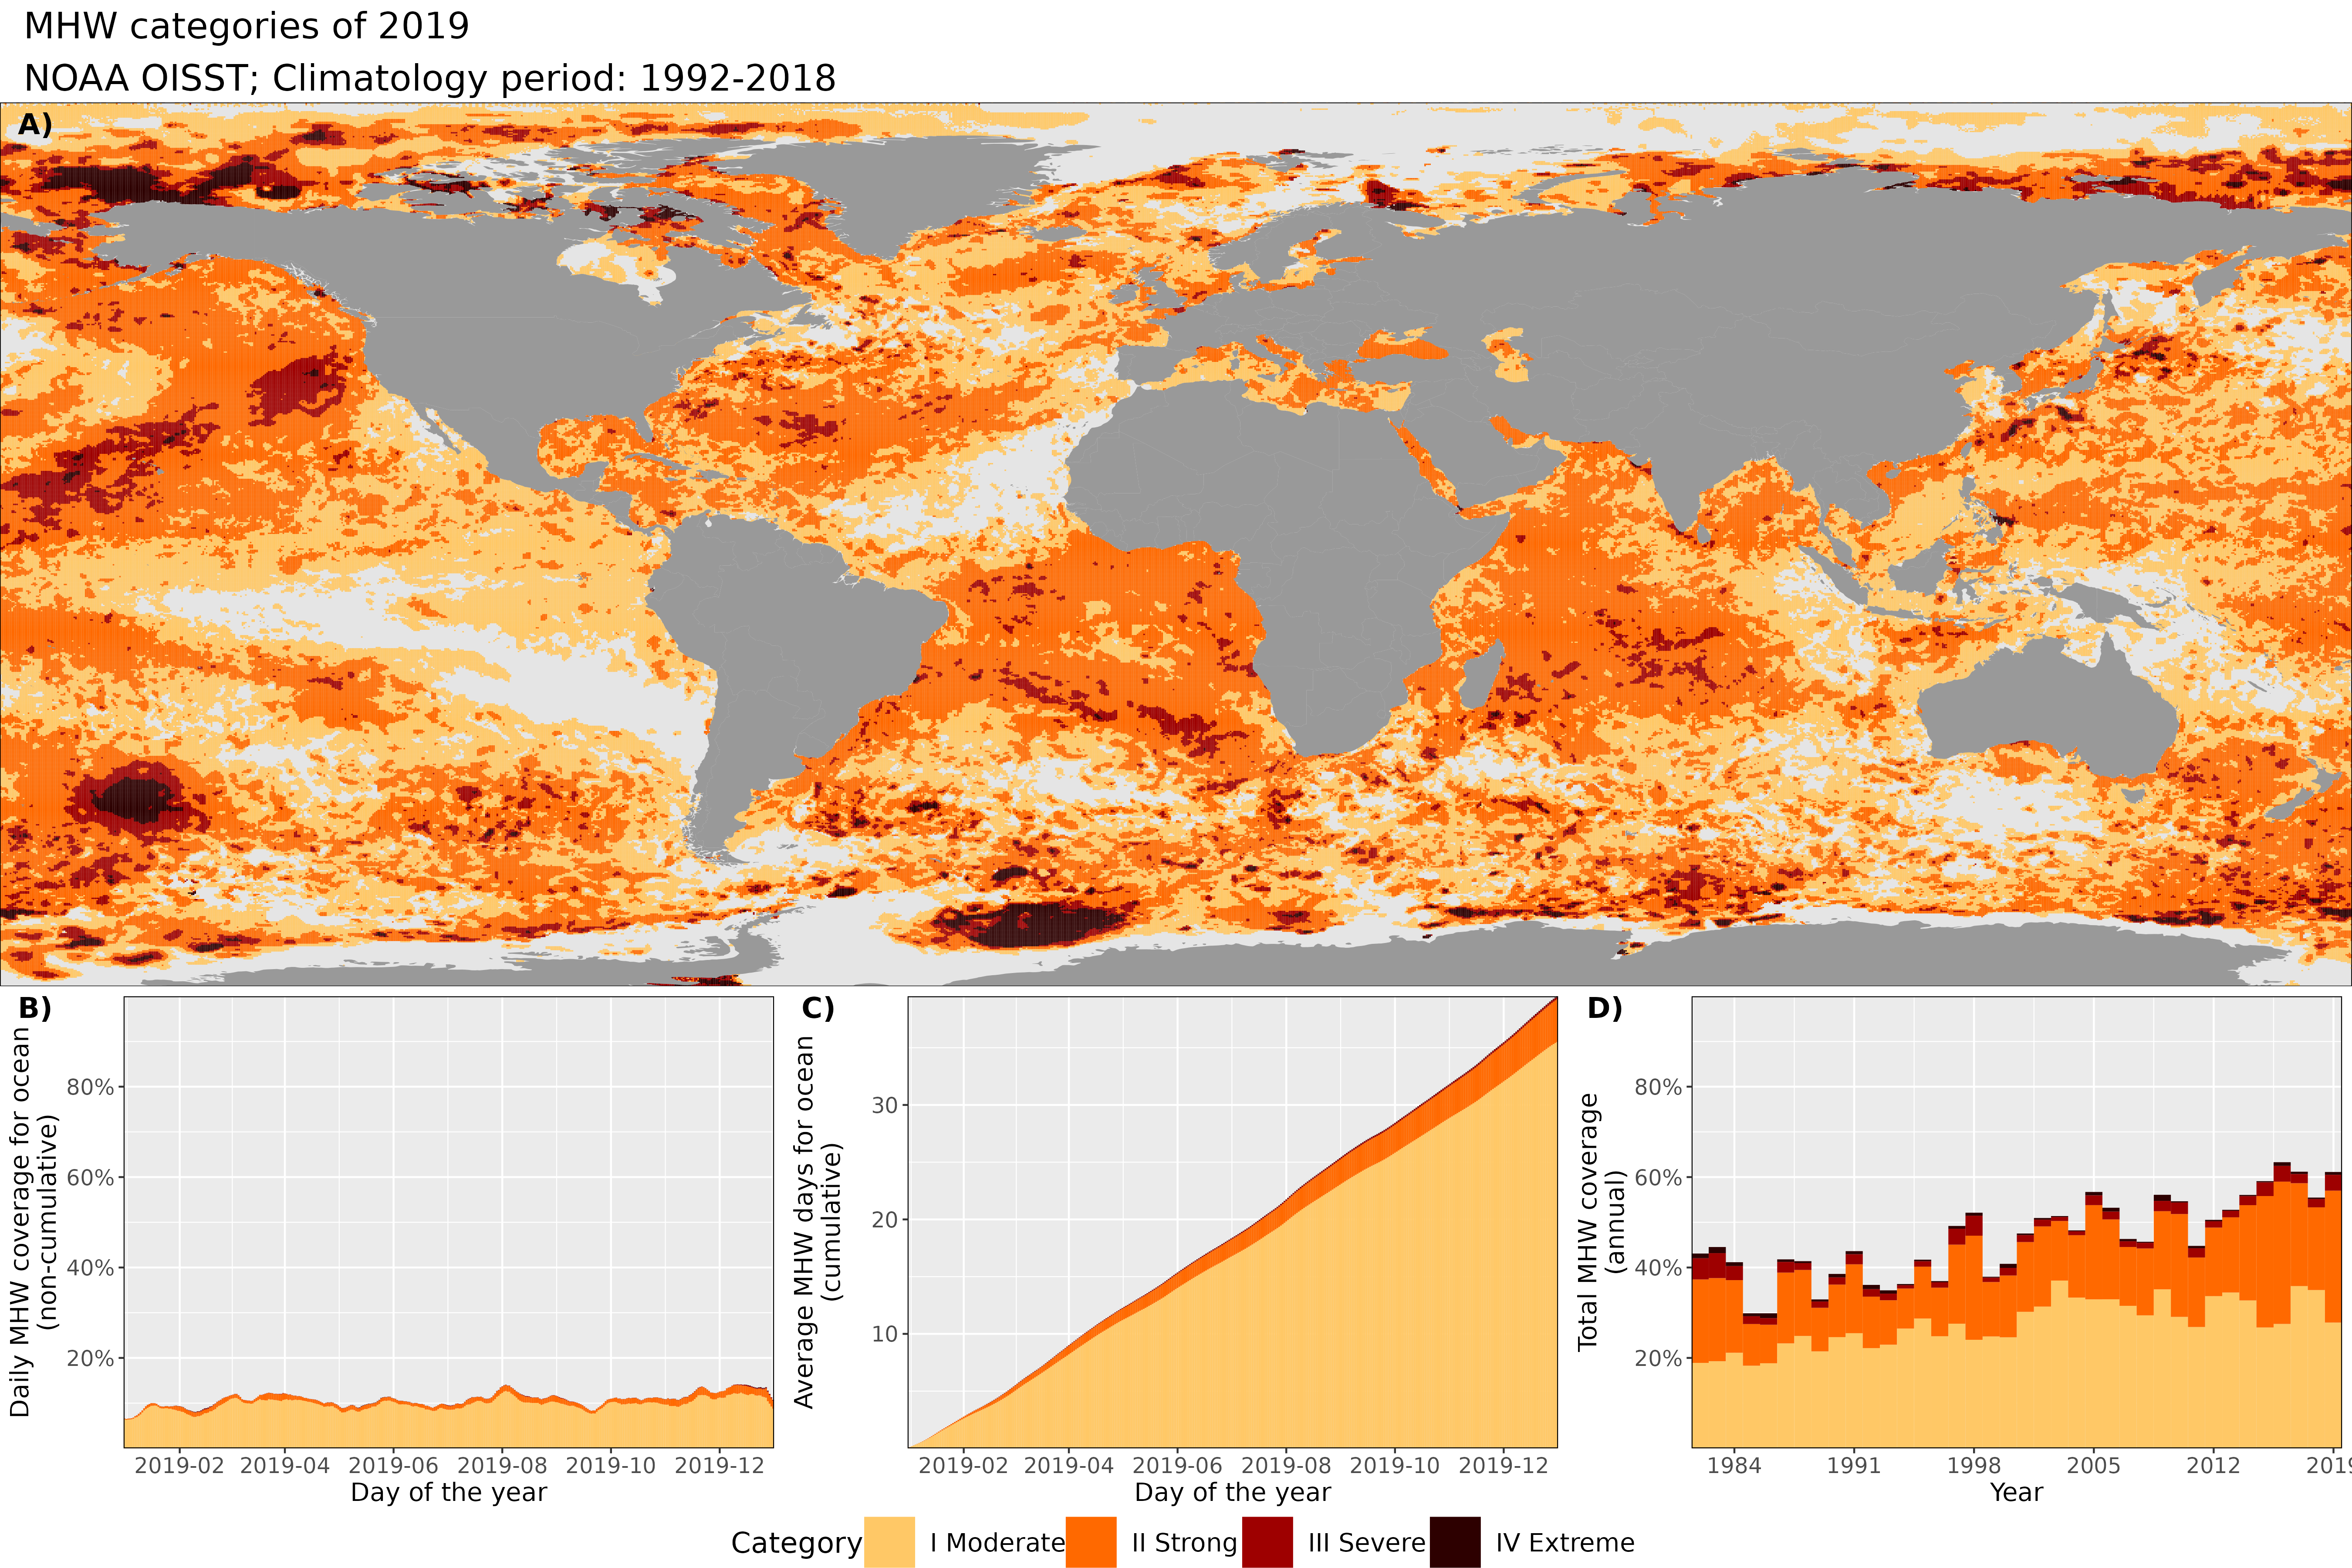 MHW categories of 2019
NOAA OISST; Climatology period: 1992-2018
A)
B)
Daily MHW coverage for ocean
(non-cumulative)
80%
60%
40%
20%
2019-02 2019-04 2019-06 2019-08 2019-10 2019-12
Day of the year
C)
Average MHW days for ocean
(cumulative)
30
20
10
2019-02 2019-04 2019-06 2019-08 2019-10 2019-12
Day of the year
D)
Total MHW coverage
(annual)
80%
60%
40%
20%
1984 1991 1998 2005 2012 2019
Year
Category I Moderate II Strong III Severe IV Extreme